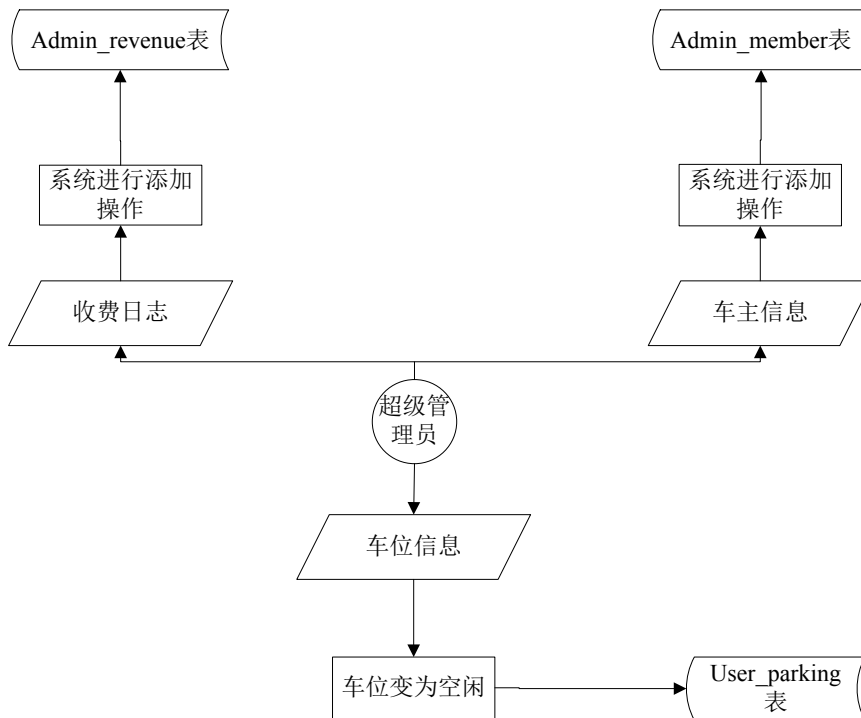 Admin_revenue表
Admin_member表
系统进行添加
操作
系统进行添加
操作
收费日志
车主信息
超级管
理员
车位信息
车位变为空闲
User_parking
表